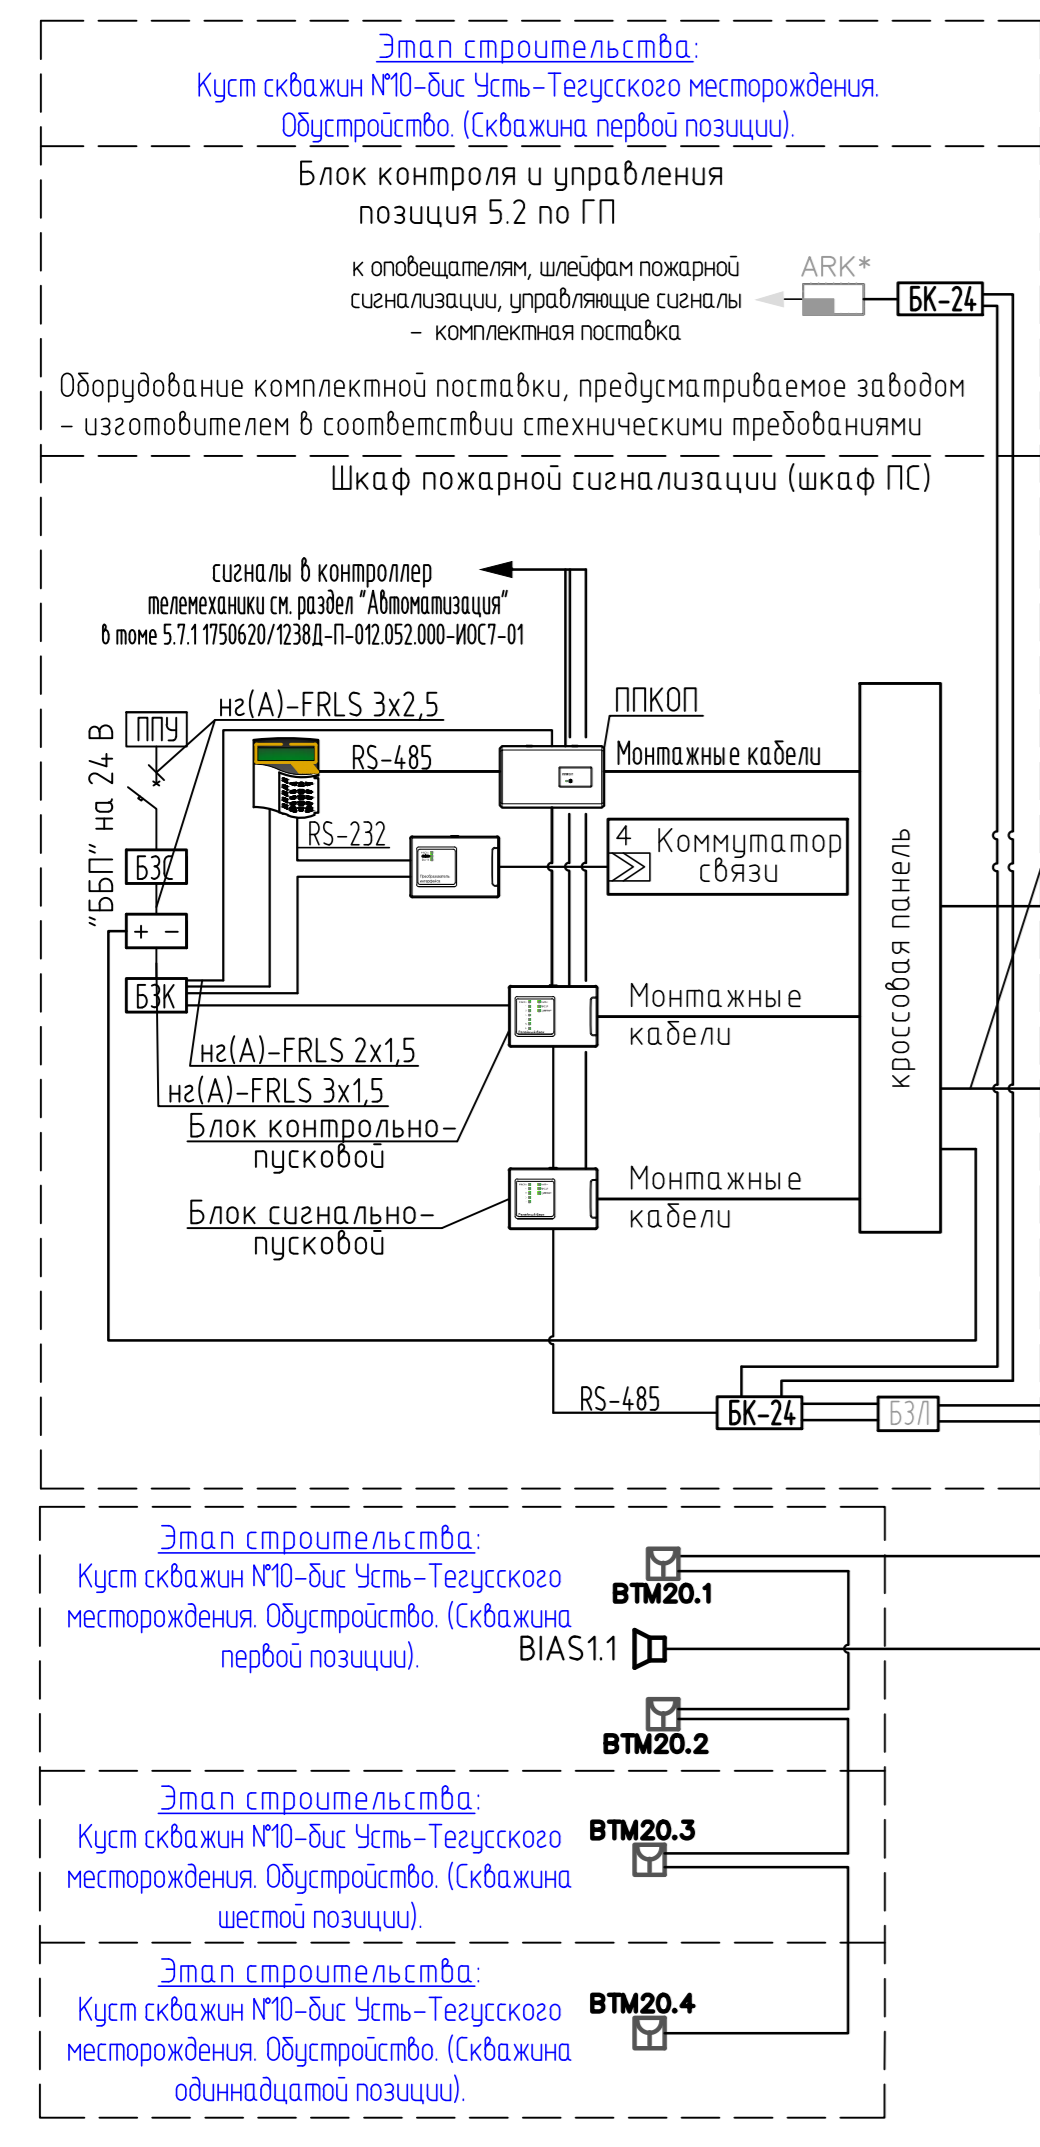 Этап строительства:
Куст скважин №10-бис Усть-Тегусского месторождения.
Обустройство. (Скважина первой позиции).
Блок контроля и управления
позиция 5.2 по ГП
к оповещателям, шлейфам пожарной
сигнализации, управляющие сигналы
- комплектная поставка
ARK*
БК-24
Оборудование комплектной поставки, предусматриваемое заводом
- изготовителем в соответствии стехническими требованиями
Шкаф пожарной сигнализации (шкаф ПС)
сигналы в контроллер
телемеханики см. раздел "Автоматизация"
в томе 5.7.1 1750620/1238Д-П-012.052.000-ИОС7-01
нг(А)-FRLS 3х2,5
ППКОП
"ББП" на 24 В
ППУ
RS-485
Монтажные кабели
RS-232
4
Коммутатор
связи
БЗС
+ -
БЗК
кроссовая панель
Монтажные
кабели
нг(А)-FRLS 2х1,5
нг(А)-FRLS 3х1,5
Блок контрольно-
пусковой
Монтажные
кабели
Блок сигнально-
пусковой
RS-485
БК-24
БЗЛ
Этап строительства:
Куст скважин №10-бис Усть-Тегусского
месторождения. Обустройство. (Скважина
первой позиции).
BTM20.1
BIAS1.1
BTM20.2
Этап строительства:
Куст скважин №10-бис Усть-Тегусского
месторождения. Обустройство. (Скважина
шестой позиции).
BTM20.3
Этап строительства:
Куст скважин №10-бис Усть-Тегусского
месторождения. Обустройство. (Скважина
одиннадцатой позиции).
BTM20.4